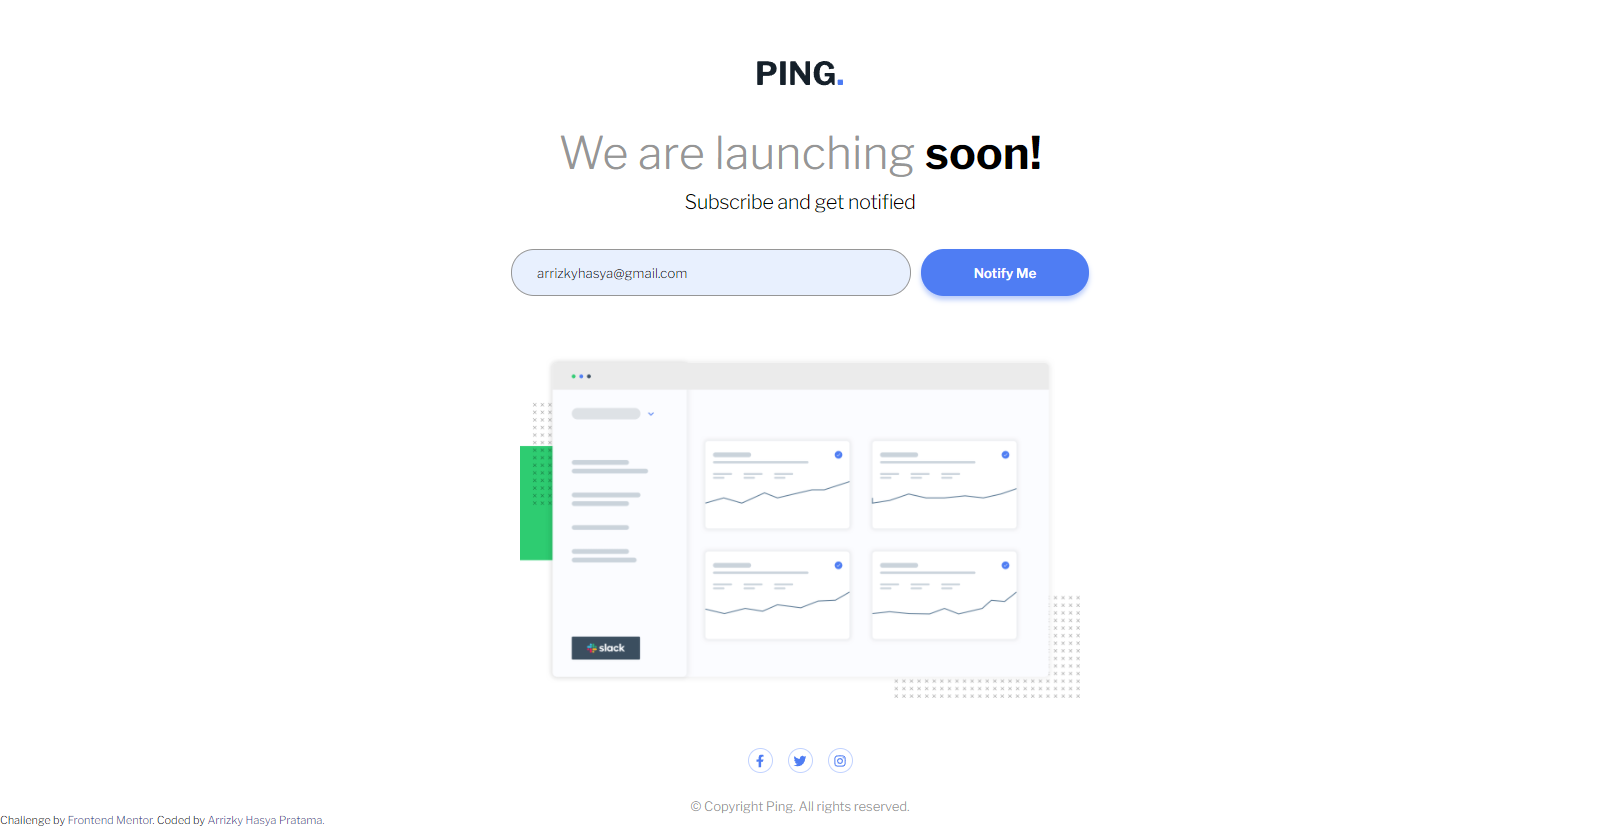 PING.
We are launching soon!
Subscribe and get notified
arrizkyhasya@gmail.com
Notify Me
slack
© Copyright Ping. All rights reserved.
Challenge by Frontend Mentor. Coded by Arrizky Hasya Pratama.